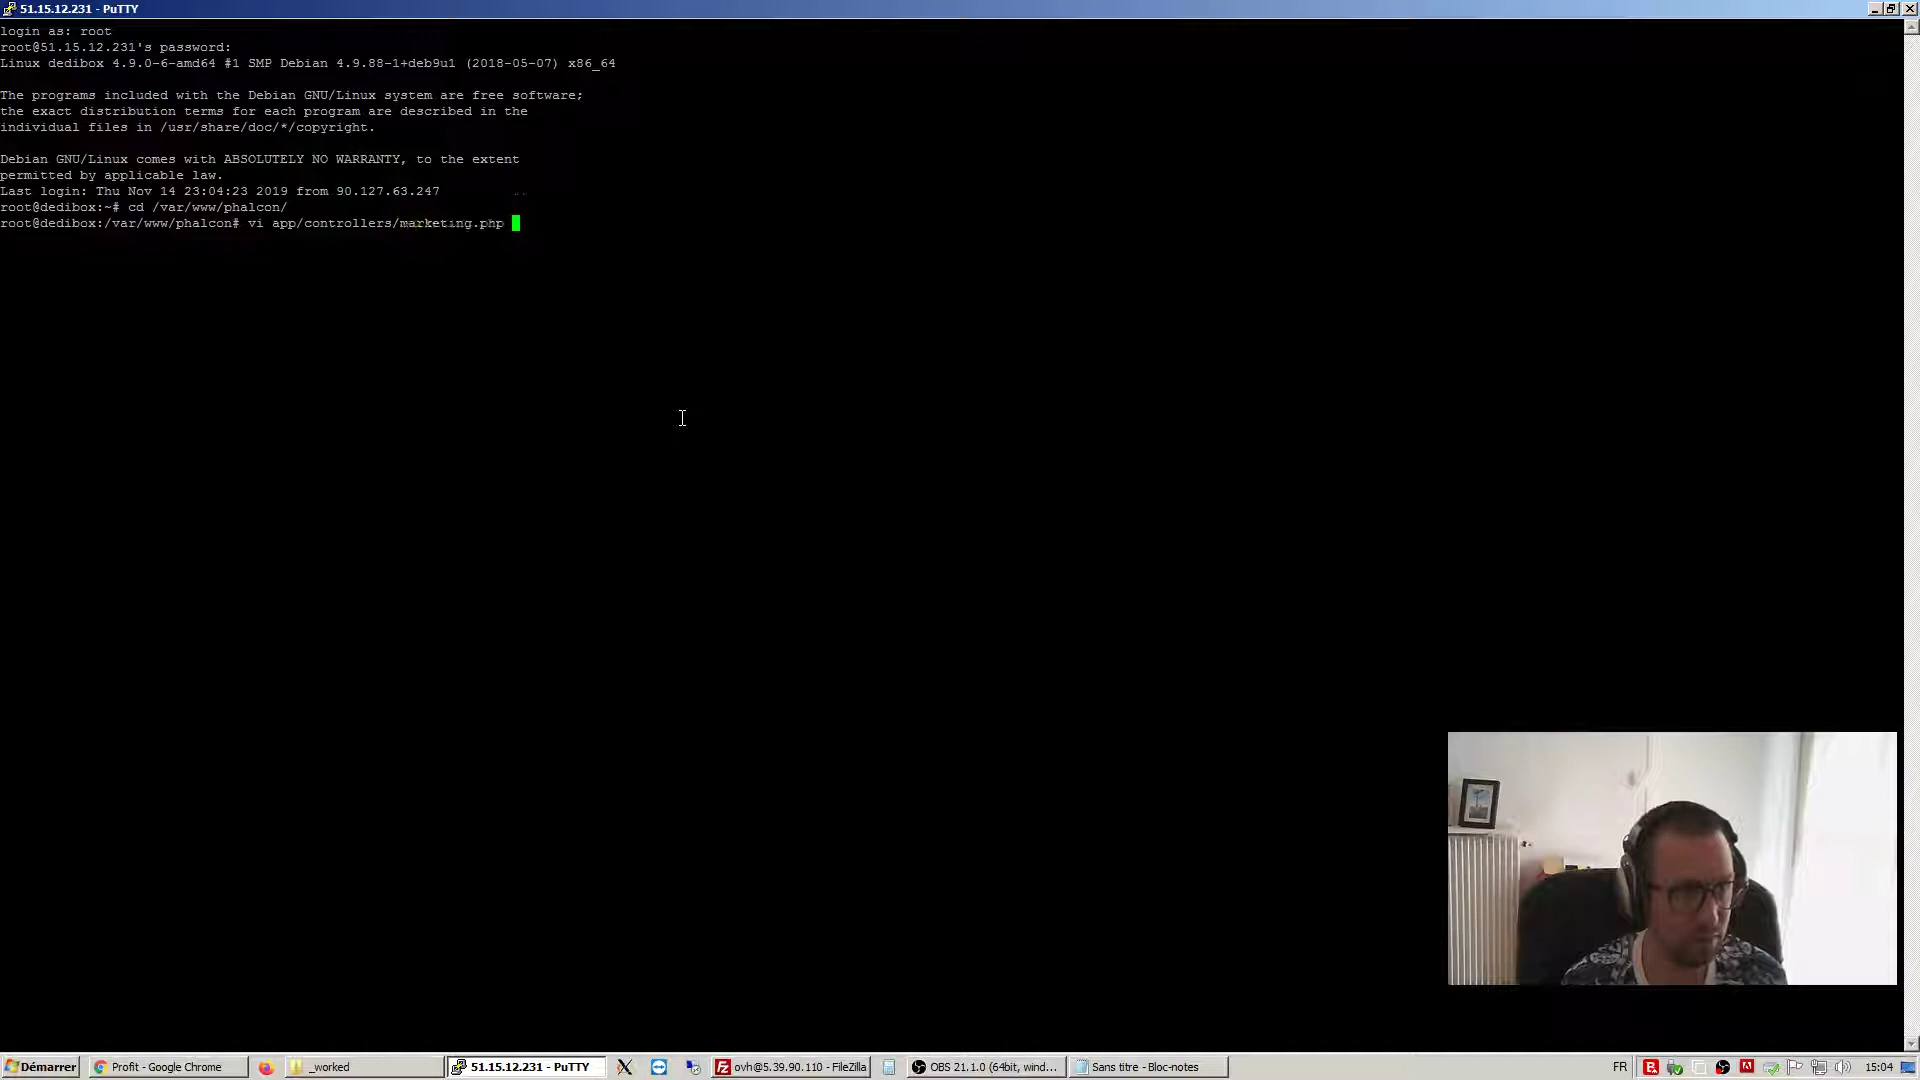 51.15.12.231 - PuTTY
login as: root
root@51.15.12.231's password:
Linux dedibox 4.9.0-6-amd64 #1 SMP Debian 4.9.88-1+deb9u1 (2018-05-07) x86_64
The programs included with the Debian GNU/Linux system are free software;
the exact distribution terms for each program are described in the
individual files in /usr/share/doc/*/copyright.
Debian GNU/Linux comes with ABSOLUTELY NO WARRANTY, to the extent
permitted by applicable law.
Last login: Thu Nov 14 23:04:23 2019 from 90.127.63.247
root@dedibox:~# cd /var/www/phalcon/
root@dedibox:/var/www/phalcon# vi app/controllers/marketing.php
Démarrer Profit - Google Chrome _worked 51.15.12.231 - PuTTY ovh@5.39.90.110 - FileZilla OBS 21.1.0 (64bit, wind... Sans titre - Bloc-notes FR 15:04